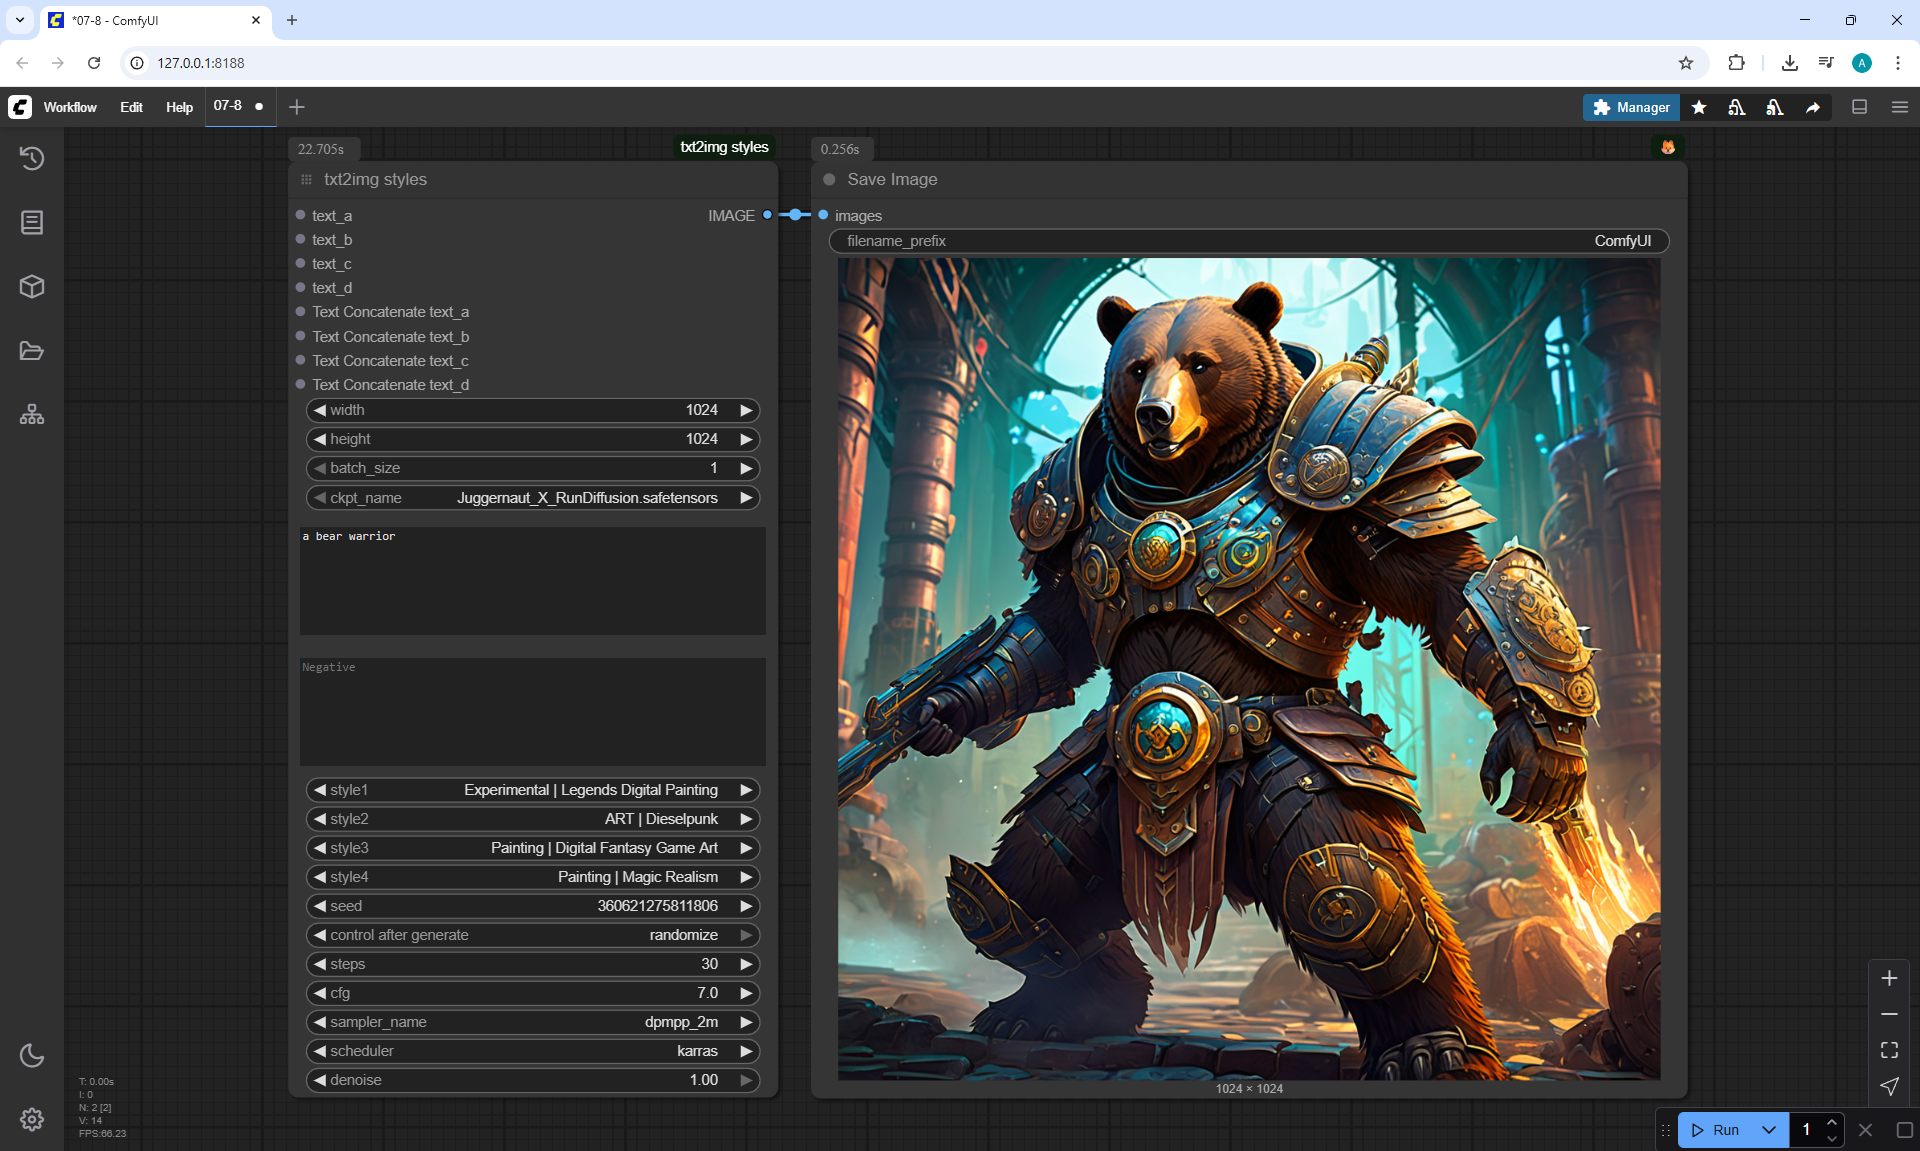 *07-8 - ComfyUI
127.0.0.1:8188
A
Workflow Edit Help 07-8
Manager
22.705s
txt2img styles
0.256s
txt2img styles
Save Image
text_a
IMAGE
images
text_b
filename_prefix ComfyUI
text_c
text_d
Text Concatenate text_a
Text Concatenate text_b
Text Concatenate text_c
Text Concatenate text_d
width 1024
height 1024
batch_size 1
ckpt_name Juggernaut_X_RunDiffusion.safetensors
a bear warrior
Negative
style1 Experimental | Legends Digital Painting
style2 ART | Dieselpunk
style3 Painting | Digital Fantasy Game Art
style4 Painting | Magic Realism
seed 360621275811806
control after generate randomize
steps 30
cfg 7.0
sampler_name dpmpp_2m
scheduler karras
denoise 1.00
1024 × 1024
T: 0.00s
I: 0
N: 2 [2]
V: 14
FPS:66.23
Run 1